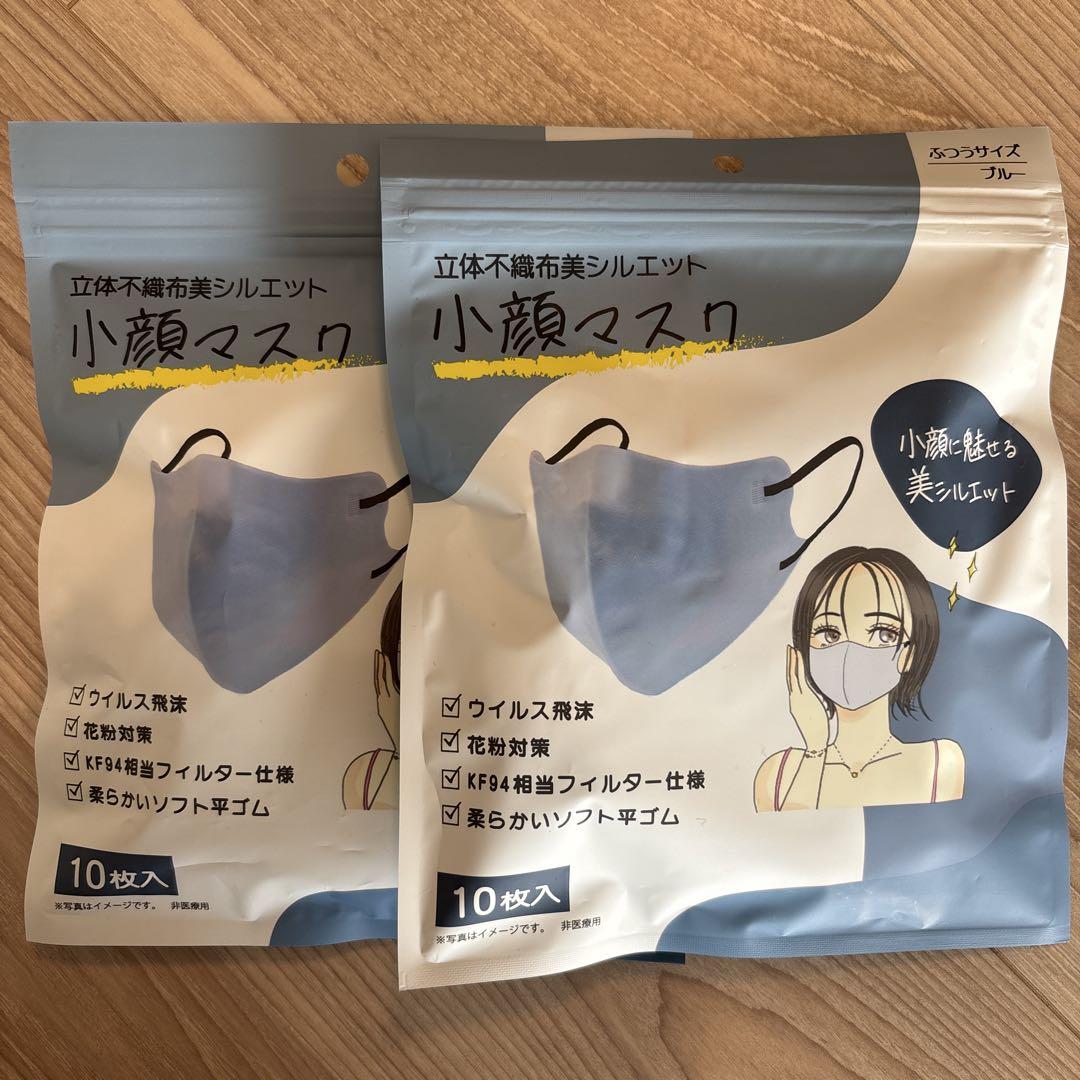 立体不織布美シルエット
小顔マスク
ウイルス飛沫
花粉対策
KF94相当フィルター仕様
柔らかいソフト平ゴム
10枚入
※写真はイメージです。 非医療用
ふつうサイズ
ブルー
立体不織布美シルエット
小顔マスク
小顔に魅せる
美シルエット
ウイルス飛沫
花粉対策
KF94相当フィルター仕様
柔らかいソフト平ゴム
10枚入
※写真はイメージです。 非医療用